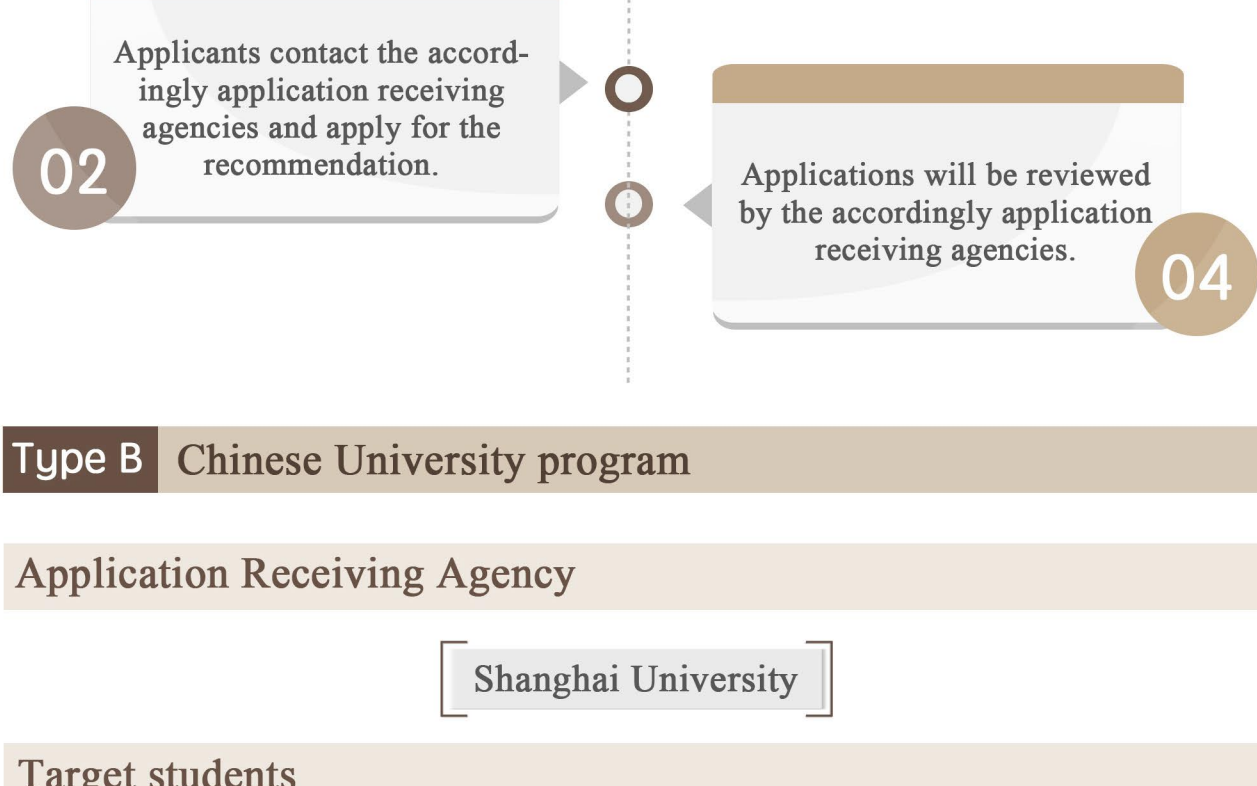 Applicants contact the accord-
ingly application receiving
agencies and apply for the
recommendation.
02
Applications will be reviewed
by the accordingly application
receiving agencies.
04
Type B Chinese University program
Application Receiving Agency
Shanghai University
Target students